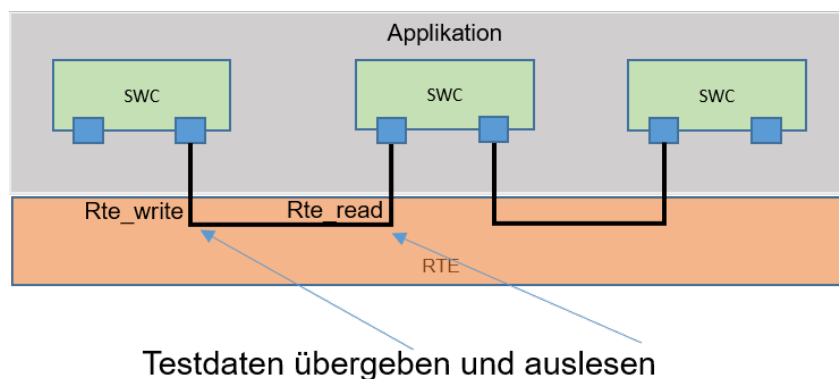 Applikation
SWC
SWC
SWC
Rte_write
Rte_read
RTE
Testdaten übergeben und auslesen